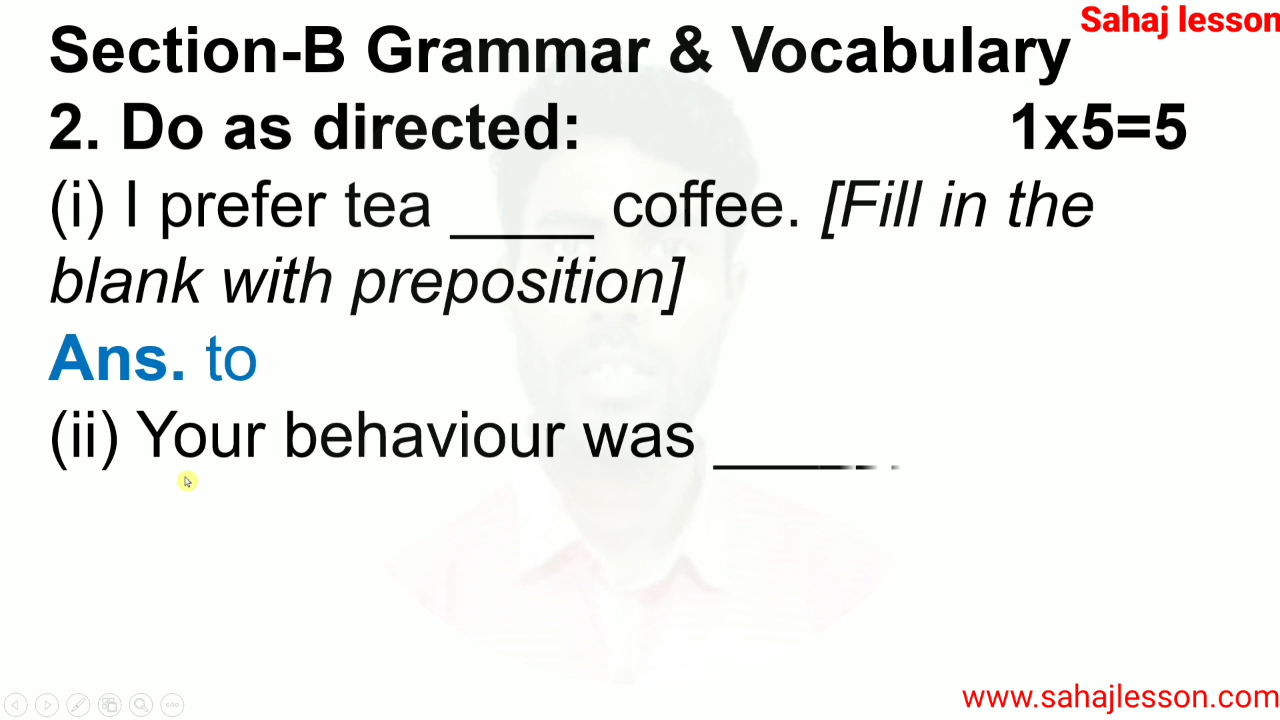 Sahaj lesson
Section-B Grammar & Vocabulary
2. Do as directed: 1x5=5
(i) I prefer tea _____ coffee. [Fill in the
blank with preposition]
Ans. to
(ii) Your behaviour was ______
www.sahajlesson.com